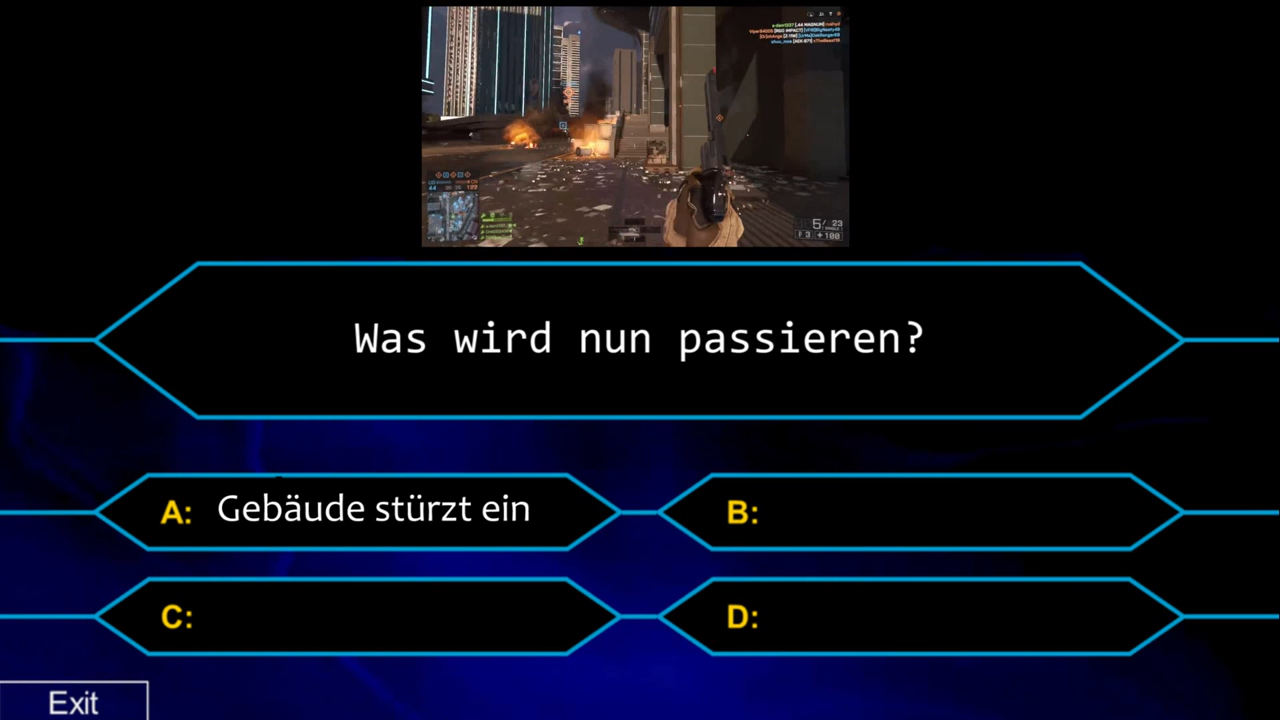 Was wird nun passieren?
A: Gebäude stürzt ein
B:
C:
D:
Exit